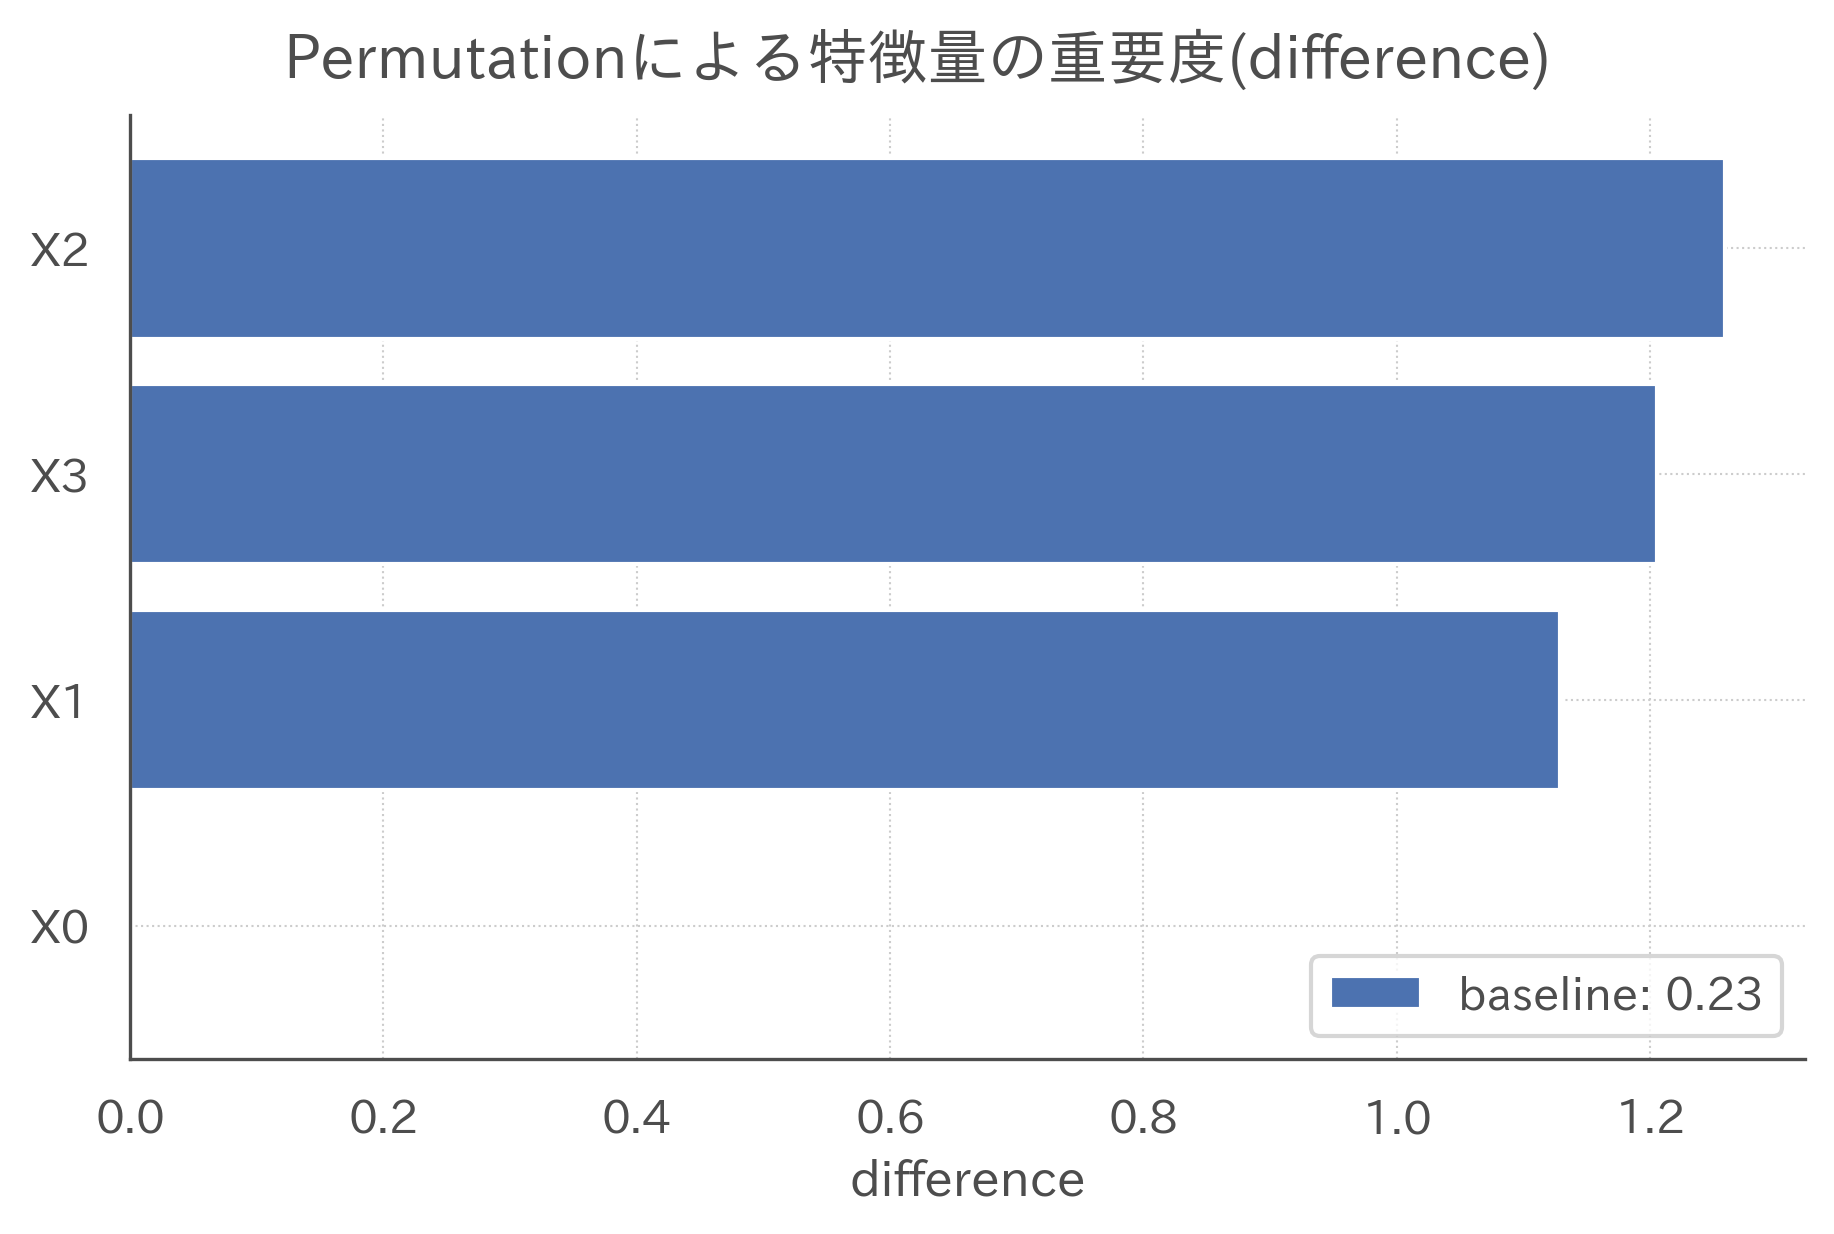 Permutationによる特徴量の重要度(difference)
X2
X3
X1
X0
baseline: 0.23
0.0 0.2 0.4 0.6 0.8 1.0 1.2
difference